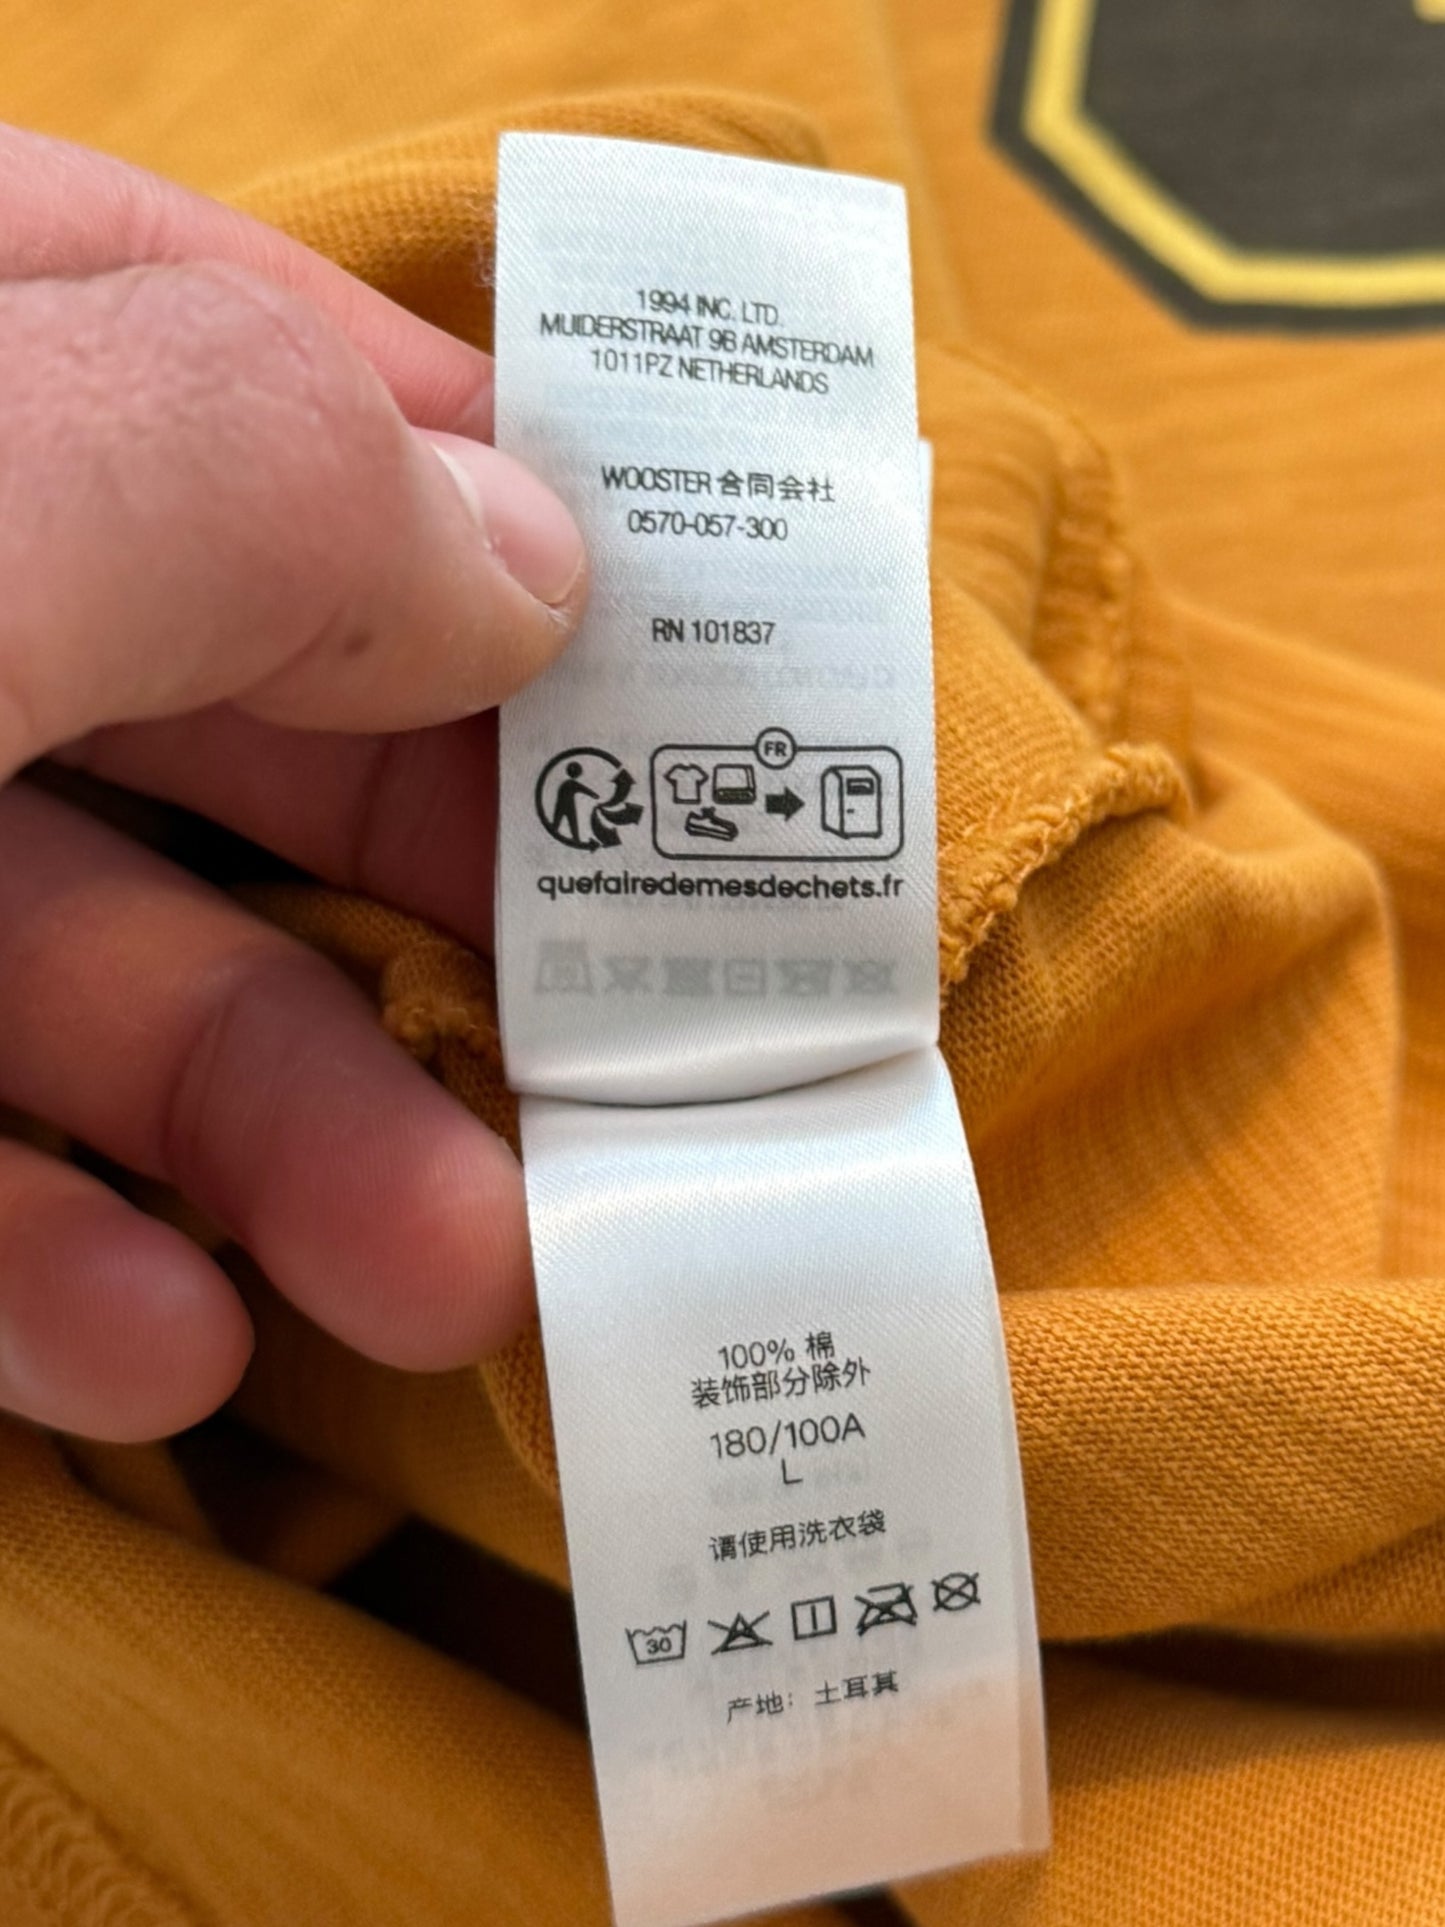 1994 INC. LTD.
MUIDERSTRAAT 9B AMSTERDAM
1011PZ NETHERLANDS
WOOSTER 合同会社
0570-057-300
RN 101837
FR
quefairedemesdechets.fr
100% 棉
装饰部分除外
180/100A
L
请使用洗衣袋
30
产地：土耳其